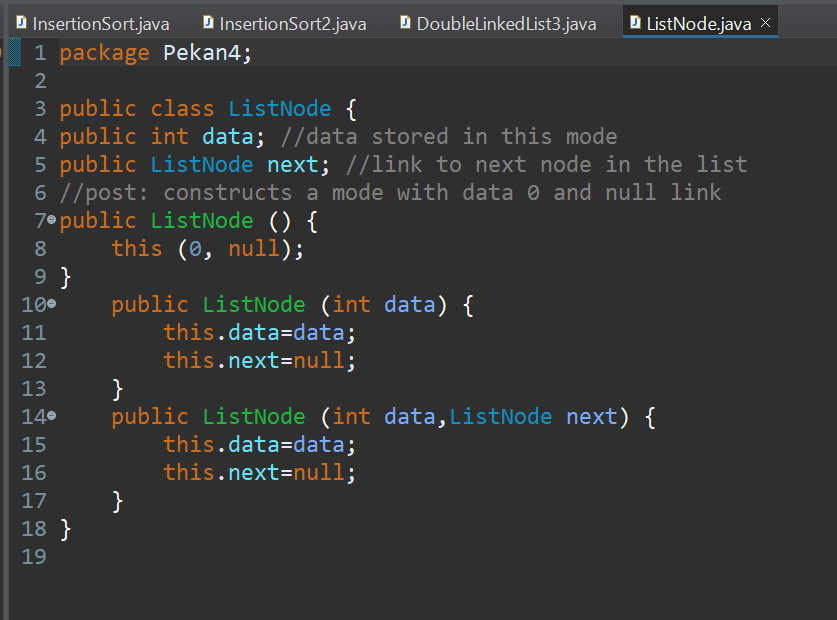 InsertionSort.java InsertionSort2.java DoubleLinkedList3.java ListNode.java
1 package Pekan4;
2
3 public class ListNode {
4 public int data; //data stored in this mode
5 public ListNode next; //link to next node in the list
6 //post: constructs a mode with data 0 and null link
7 public ListNode () {
8     this (0, null);
9 }
10     public ListNode (int data) {
11         this.data=data;
12         this.next=null;
13     }
14     public ListNode (int data,ListNode next) {
15         this.data=data;
16         this.next=null;
17     }
18 }
19